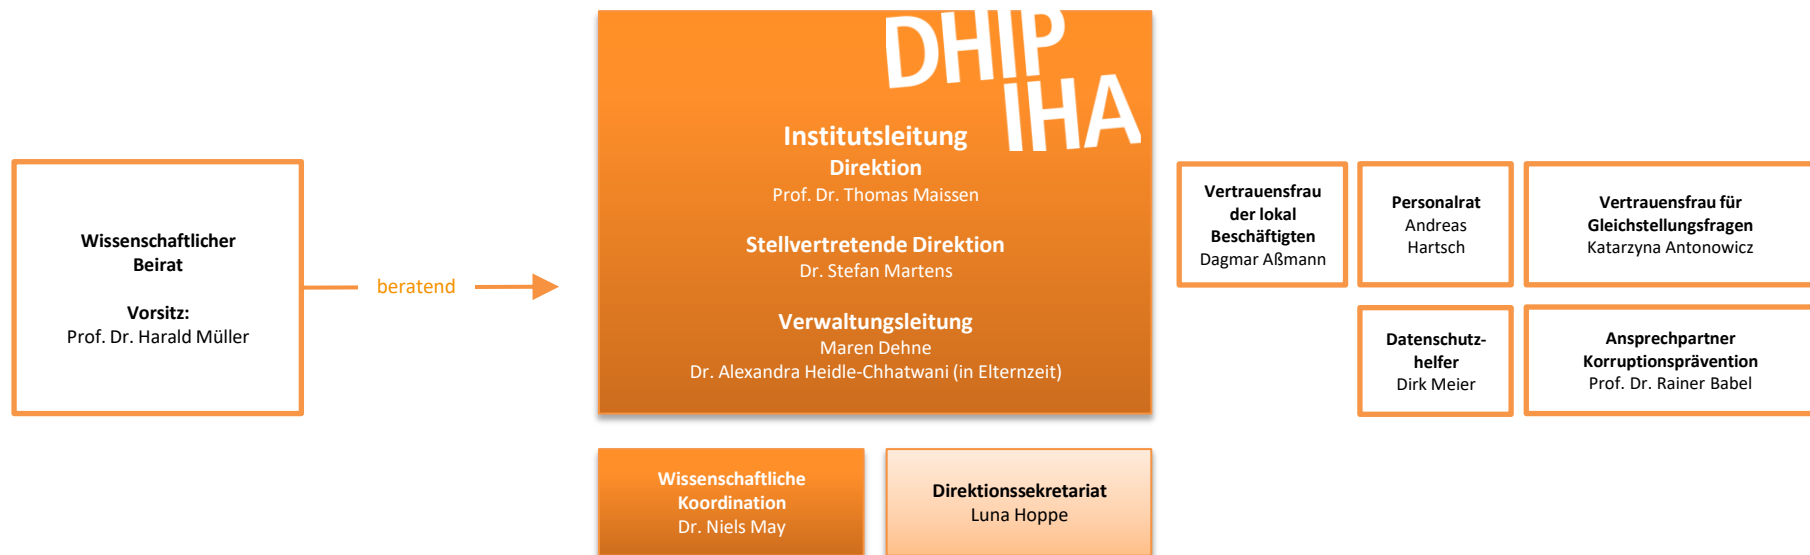 DHIP
IHA
Institutsleitung
Direktion
Prof. Dr. Thomas Maissen
Stellvertretende Direktion
Dr. Stefan Martens
Verwaltungsleitung
Maren Dehne
Dr. Alexandra Heidle-Chhatwani (in Elternzeit)
Wissenschaftlicher
Beirat
Vorsitz:
Prof. Dr. Harald Müller
beratend
Vertrauensfrau
der lokal
Beschäftigten
Dagmar Aßmann
Personalrat
Andreas
Hartsch
Vertrauensfrau für
Gleichstellungsfragen
Katarzyna Antonowicz
Datenschutz-
helfer
Dirk Meier
Ansprechpartner
Korruptionsprävention
Prof. Dr. Rainer Babel
Wissenschaftliche
Koordination
Dr. Niels May
Direktionssekretariat
Luna Hoppe